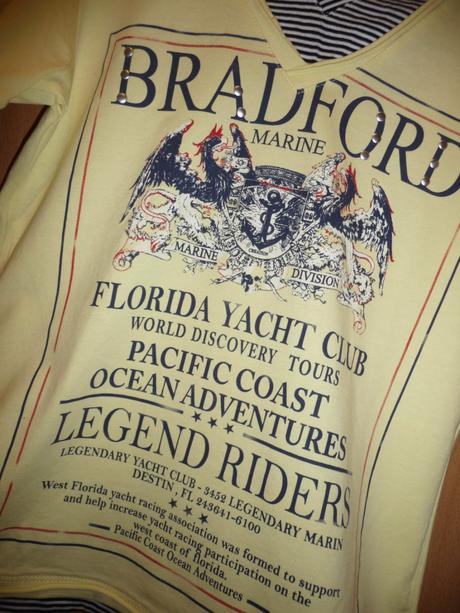 BRADFORD
MARINE
MARINE
DIVISION
FLORIDA YACHT CLUB
WORLD DISCOVERY TOURS
PACIFIC COAST
OCEAN ADVENTURES
LEGEND RIDERS
LEGENDARY YACHT CLUB - 3459 LEGENDARY MARIN
DESTIN , FL 243641-6100
West Florida yacht racing association was formed to support
and help increase yacht racing participation on the
west coast of florida.
Pacific Coast Ocean Adventures